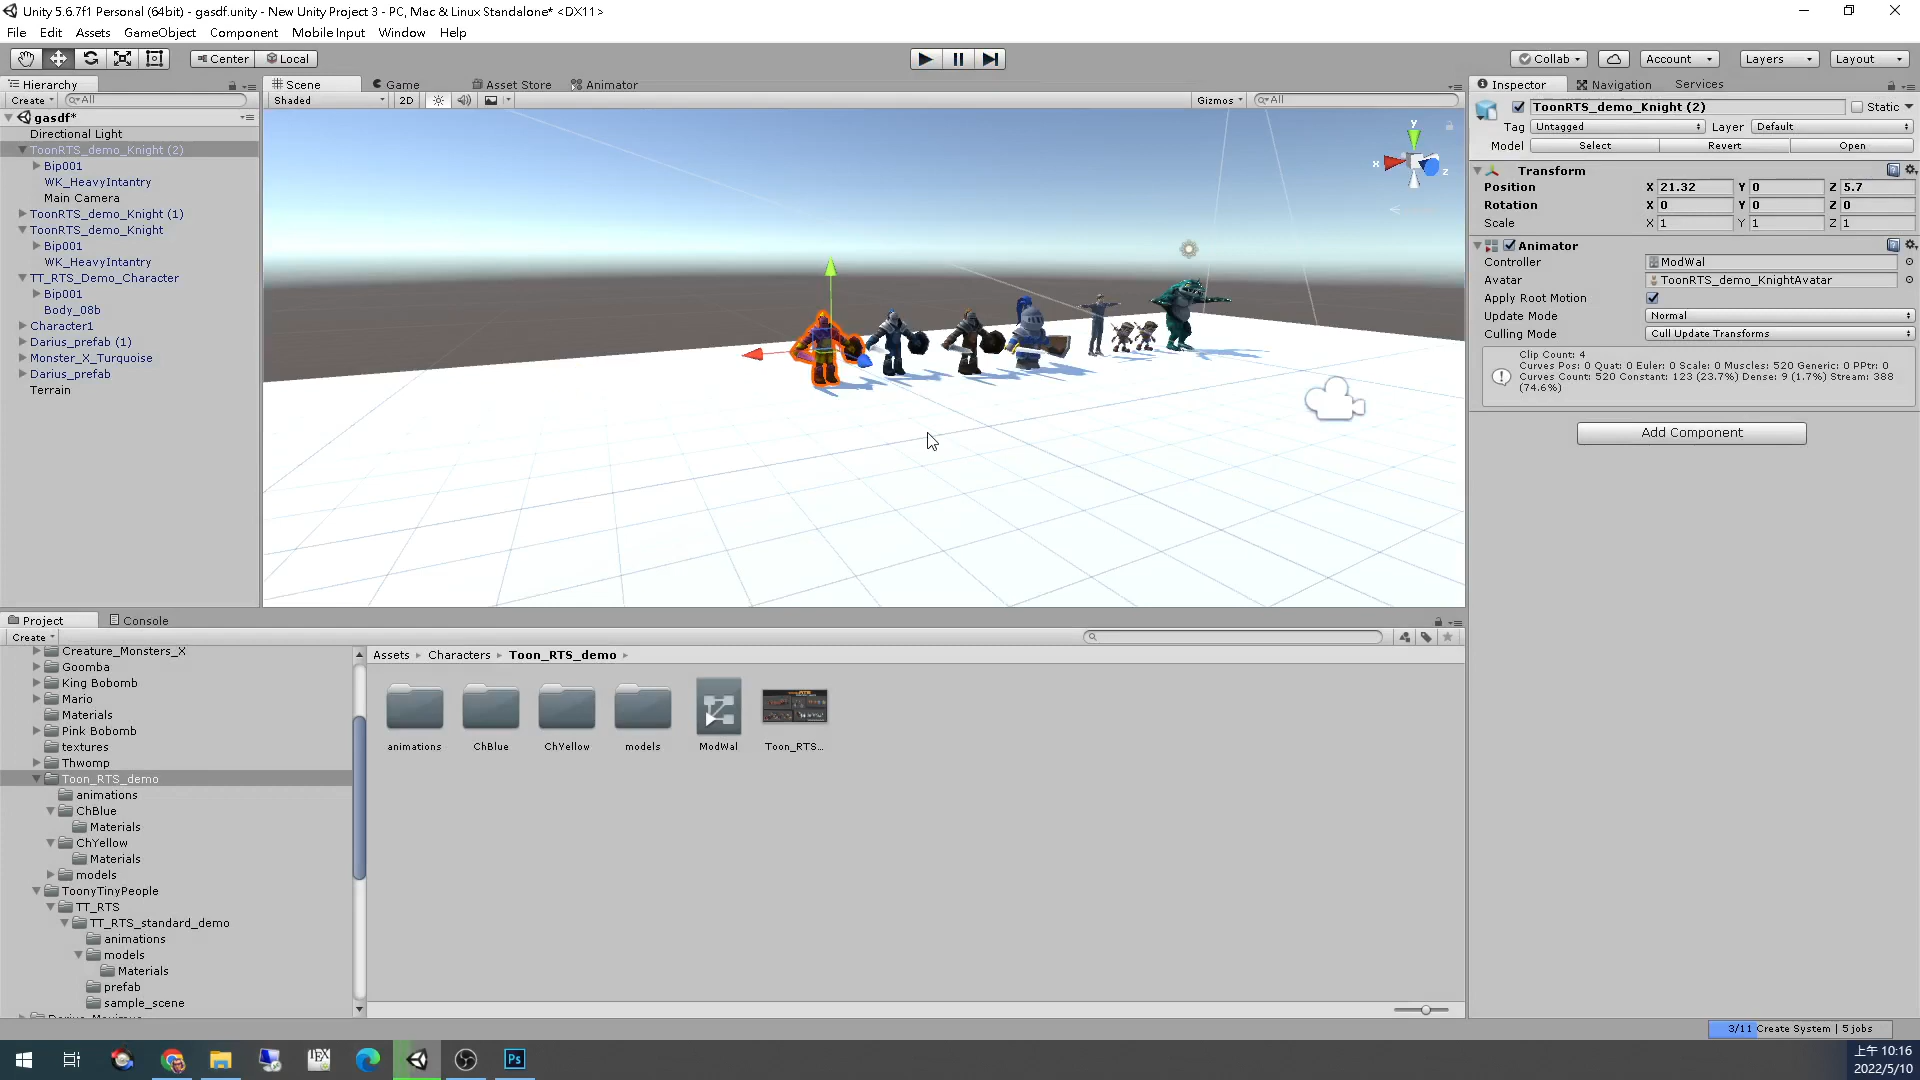 Unity 5.6.7f1 Personal (64bit) - gasdf.unity - New Unity Project 3 - PC, Mac & Linux Standalone* <DX11>
File Edit Assets GameObject Component Mobile Input Window Help
Center Local
Collab Account Layers Layout
Hierarchy
Create All
gasdf*
Directional Light
ToonRTS_demo_Knight (2)
Bip001
WK_HeavyIntantry
Main Camera
ToonRTS_demo_Knight (1)
ToonRTS_demo_Knight
Bip001
WK_HeavyIntantry
TT_RTS_Demo_Character
Bip001
Body_08b
Character1
Darius_prefab (1)
Monster_X_Turquoise
Darius_prefab
Terrain
Scene Game Asset Store Animator
Shaded 2D Gizmos All
y
x
z
Inspector Navigation Services
ToonRTS_demo_Knight (2) Static
Tag Untagged Layer Default
Model Select Revert Open
Transform
Position X 21.32 Y 0 Z 5.7
Rotation X 0 Y 0 Z 0
Scale X 1 Y 1 Z 1
Animator
Controller ModWal
Avatar ToonRTS_demo_KnightAvatar
Apply Root Motion
Update Mode Normal
Culling Mode Cull Update Transforms
Clip Count: 4
Curves Pos: 0 Quat: 0 Euler: 0 Scale: 0 Muscles: 520 Generic: 0 PPtr: 0
Curves Count: 520 Constant: 123 (23.7%) Dense: 9 (1.7%) Stream: 388
(74.6%)
Add Component
Project Console
Create
Creature_Monsters_X
Goomba
King Bobomb
Mario
Materials
Pink Bobomb
textures
Thwomp
Toon_RTS_demo
animations
ChBlue
Materials
ChYellow
Materials
models
ToonyTinyPeople
TT_RTS
TT_RTS_standard_demo
animations
models
Materials
prefab
sample_scene
Assets Characters Toon_RTS_demo
animations ChBlue ChYellow models ModWal Toon_RTS...
3/11 Create System | 5 jobs
TEX
Ps
上午 10:16
2022/5/10